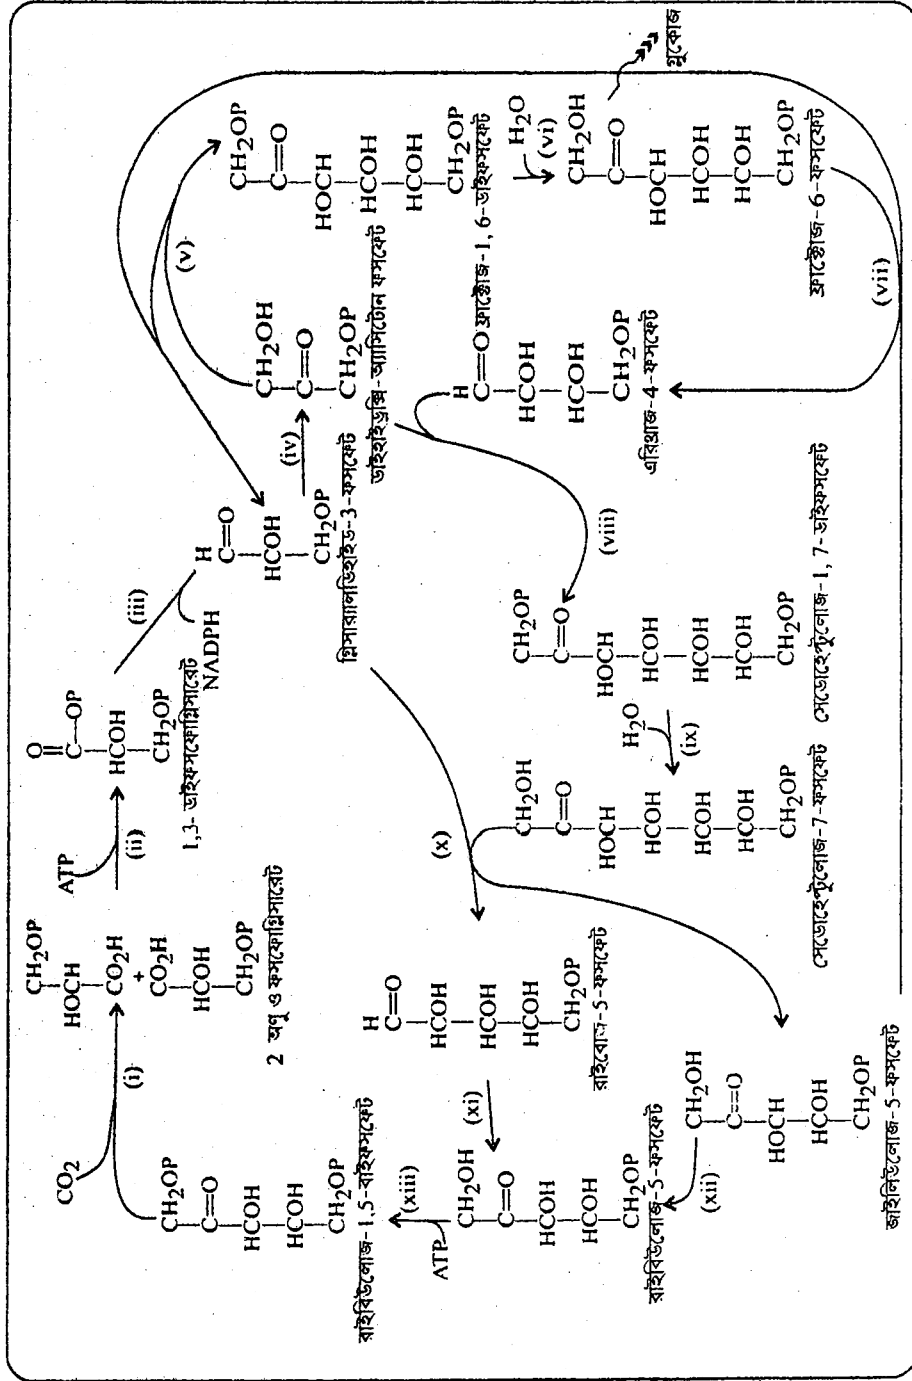 CO2
(i)
CH2OP
C=O
HCOH
HCOH
CH2OP
রাইবিউলোজ-1,5-বাইফসফেট
CH2OP
HOCH
CO2H
+
CO2H
HCOH
CH2OP
2 অণু ৩ ফসফোগ্লিসারেট
ATP
(ii)
O
C—OP
HCOH
CH2OP
1,3- ডাইফসফোগ্লিসারেট
(iii)
NADPH
H
C=O
HCOH
CH2OP
গ্লিসার‍্যালডিহাইড-3-ফসফেট
(iv)
CH2OH
C=O
CH2OP
ডাইহাইড্রক্সি-অ্যাসিটোন ফসফেট
(v)
CH2OP
C=O
HOCH
HCOH
HCOH
CH2OP
ফ্রাক্টোজ-1, 6-ডাইফসফেট
H2O
(vi)
CH2OH
C=O
HOCH
HCOH
HCOH
CH2OP
ফ্রাক্টোজ-6-ফসফেট
গ্লুকোজ
(vii)
H
C=O
HCOH
HCOH
CH2OP
এরিথ্রোজ-4-ফসফেট
(viii)
CH2OP
C=O
HOCH
HCOH
HCOH
HCOH
CH2OP
সেডোহেপ্টুলোজ-1, 7-ডাইফসফেট
H2O
(ix)
CH2OH
C=O
HOCH
HCOH
HCOH
HCOH
CH2OP
সেডোহেপ্টুলোজ-7-ফসফেট
(x)
H
C=O
HCOH
HCOH
HCOH
CH2OP
রাইবোজ-5-ফসফেট
(xi)
CH2OH
C=O
HCOH
HCOH
CH2OP
রাইবিউলোজ-5-ফসফেট
(xii)
CH2OH
C=O
HOCH
HCOH
CH2OP
জাইলিউলোজ-5-ফসফেট
(xiii)
ATP